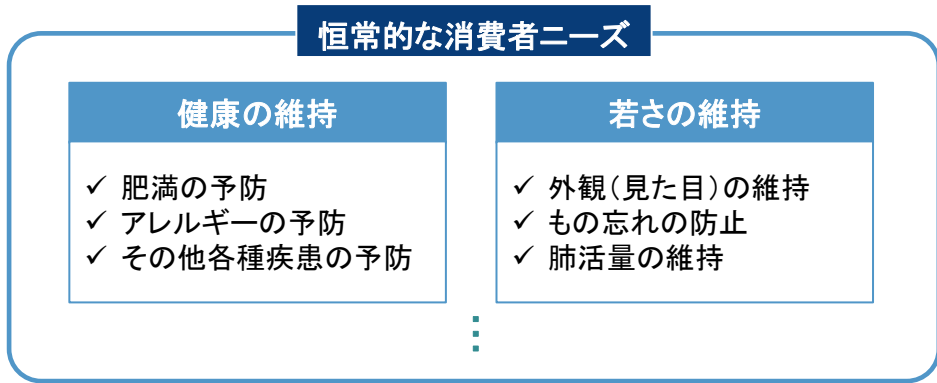 恒常的な消費者ニーズ
健康の維持
✓ 肥満の予防
✓ アレルギーの予防
✓ その他各種疾患の予防
若さの維持
✓ 外観(見た目)の維持
✓ もの忘れの防止
✓ 肺活量の維持
⋮